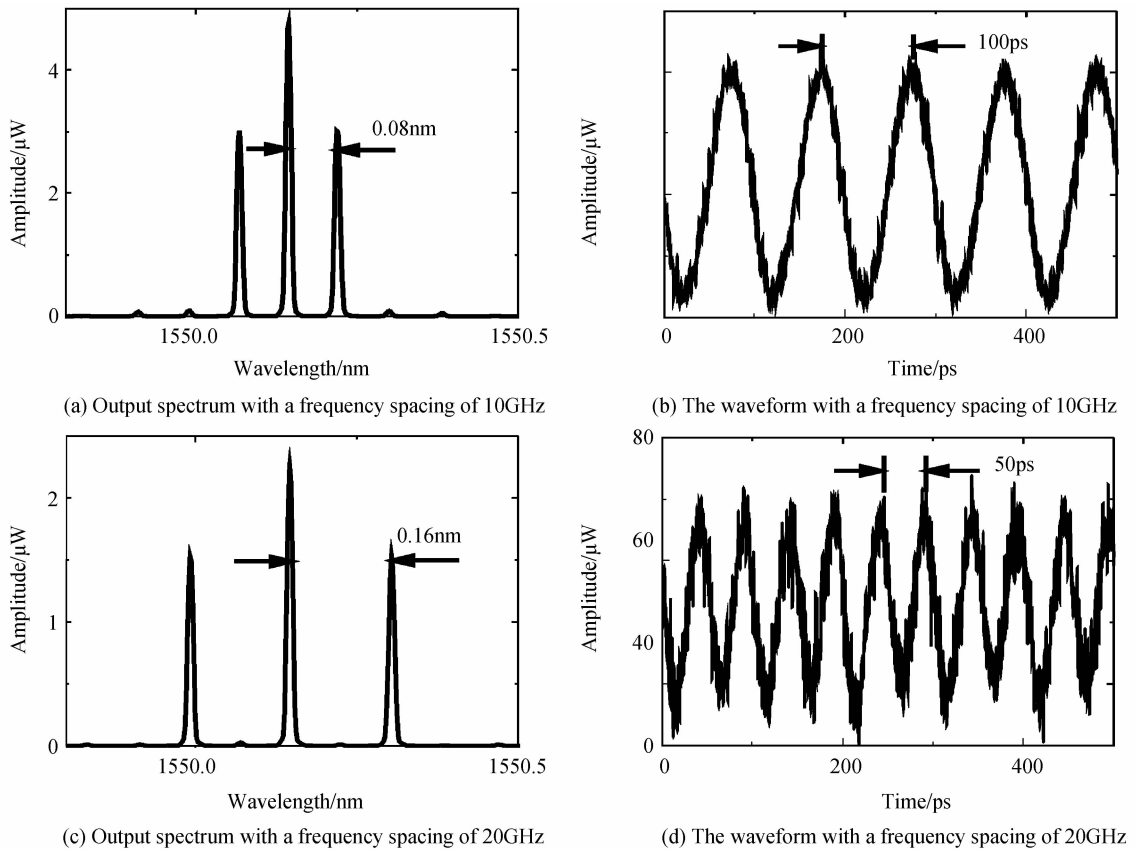 Amplitude/μW
4
2
0
0.08nm
1550.0
1550.5
Wavelength/nm
(a) Output spectrum with a frequency spacing of 10GHz
Amplitude/μW
100ps
0
200
400
Time/ps
(b) The waveform with a frequency spacing of 10GHz
Amplitude/μW
2
1
0
0.16nm
1550.0
1550.5
Wavelength/nm
(c) Output spectrum with a frequency spacing of 20GHz
Amplitude/μW
80
60
40
0
50ps
0
200
400
Time/ps
(d) The waveform with a frequency spacing of 20GHz